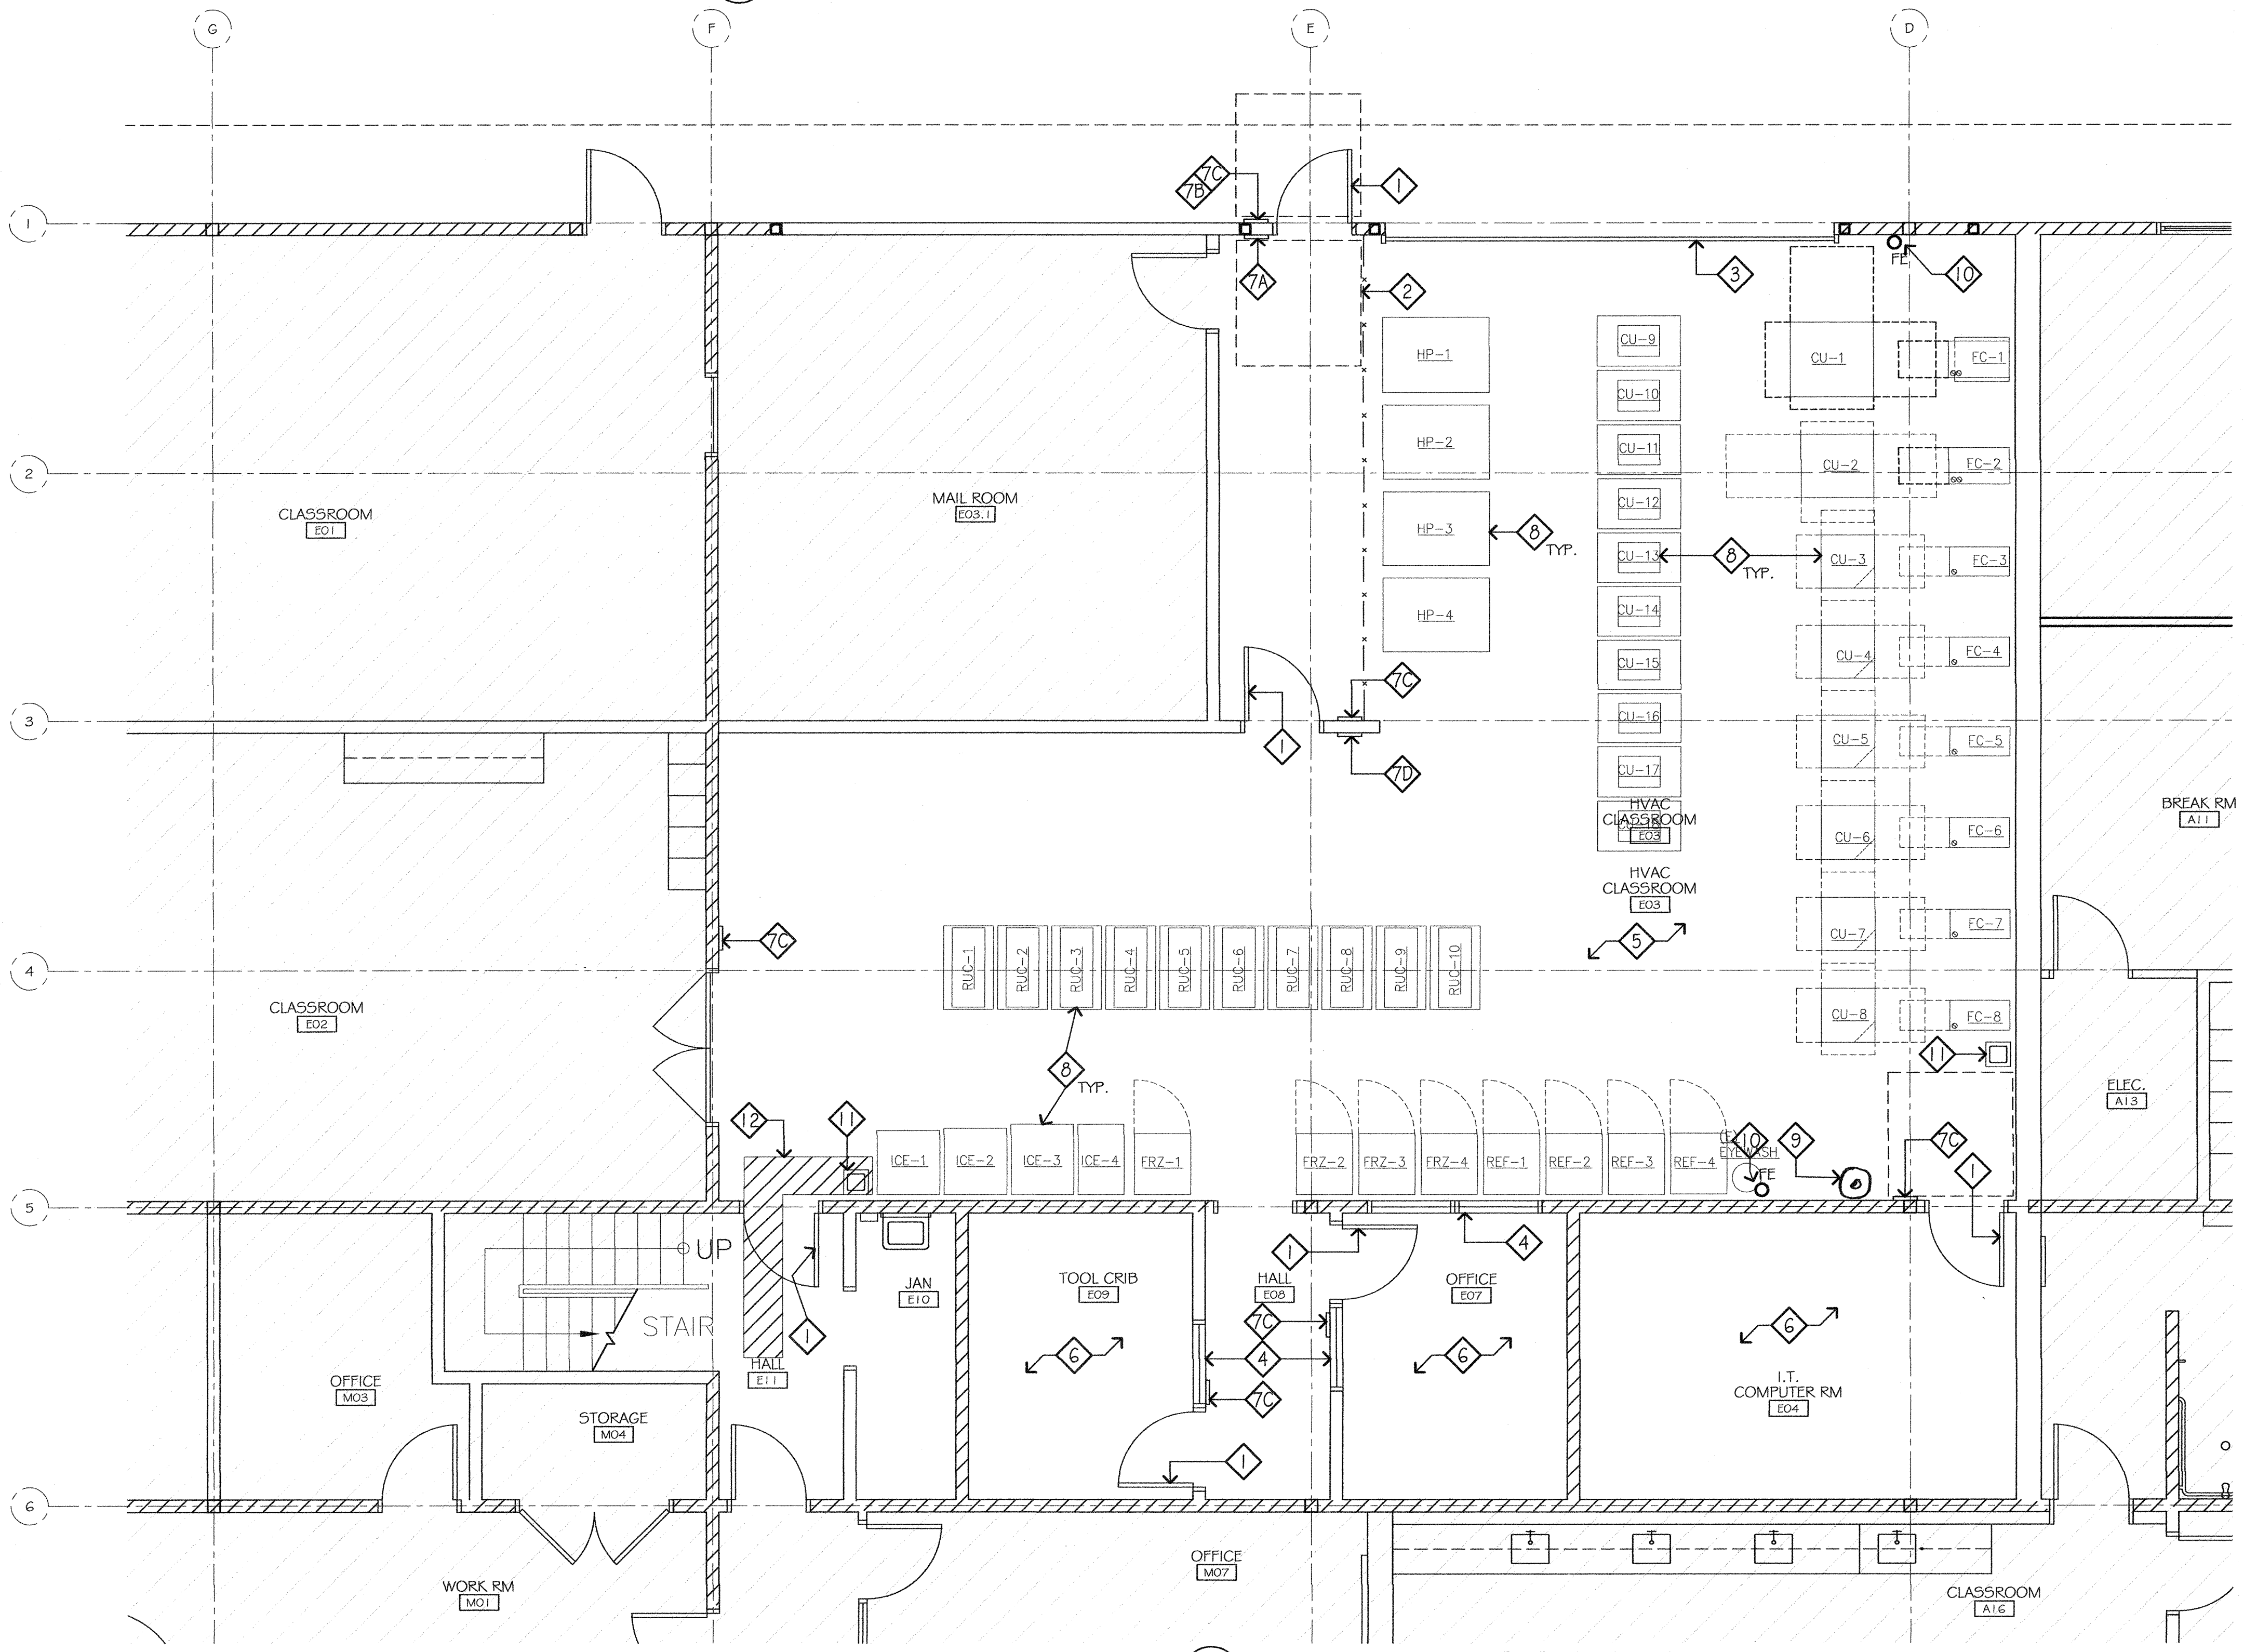 G
F
E
D
7C
7B
1
1
7A
FE
10
3
2
HP-1
CU-9
CU-1
FC-1
CU-10
HP-2
CU-11
CU-2
FC-2
2
CLASSROOM
E01
MAIL ROOM
E03.1
HP-3
8
TYP.
CU-12
CU-13
8
TYP.
CU-3
FC-3
HP-4
CU-14
CU-4
FC-4
CU-15
7C
3
1
7D
CU-16
CU-5
FC-5
CU-17
HVAC
CLASSROOM
E03
CU-6
FC-6
BREAK RM
A11
HVAC
CLASSROOM
E03
5
7C
CU-7
FC-7
4
RUC-1
RUC-2
RUC-3
RUC-4
RUC-5
RUC-6
RUC-7
RUC-8
RUC-9
RUC-10
CLASSROOM
E02
CU-8
FC-8
11
8
TYP.
ELEC.
A13
12
11
ICE-1
ICE-2
ICE-3
ICE-4
FRZ-1
FRZ-2
FRZ-3
FRZ-4
REF-1
REF-2
REF-3
REF-4
10
EYEWASH
FE
9
7C
1
5
UP
STAIR
1
JAN
E10
TOOL CRIB
E09
HALL
E08
1
OFFICE
E07
4
7C
4
7C
6
6
6
I.T.
COMPUTER RM
E04
HALL
E11
OFFICE
M03
STORAGE
M04
1
6
WORK RM
M01
OFFICE
M07
CLASSROOM
A16